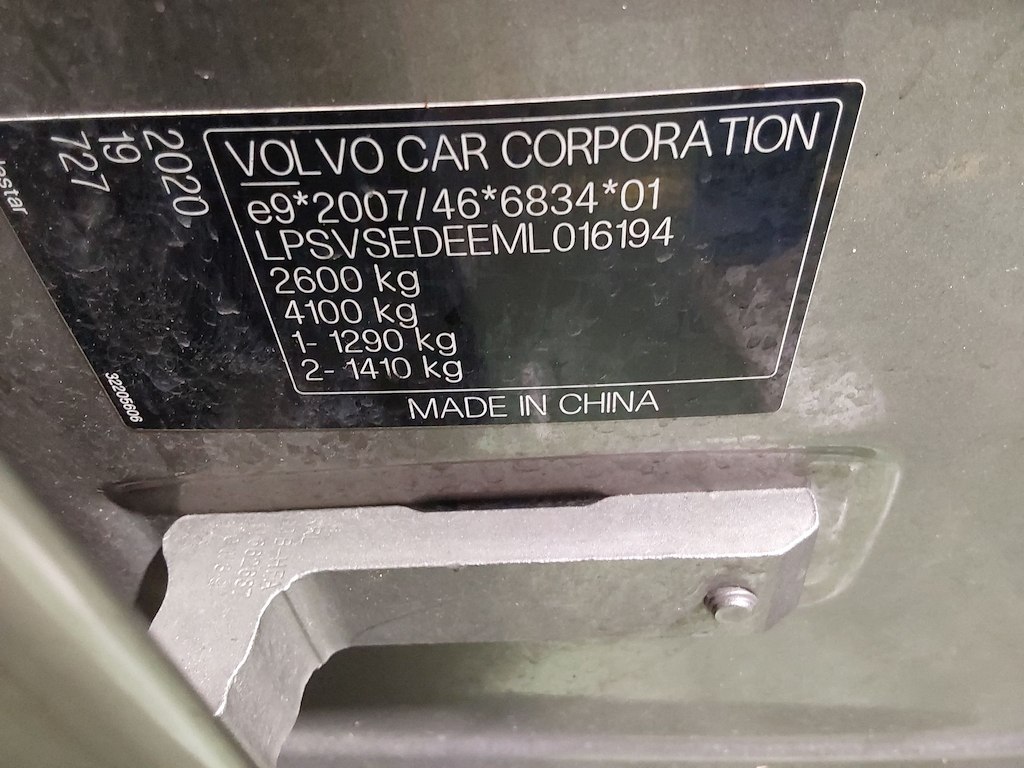 VOLVO CAR CORPORATION
e9*2007/46*6834*01
LPSVSEDEEML016194
2600 kg
4100 kg
1- 1290 kg
2- 1410 kg
MADE IN CHINA
2020
19
727
32205606